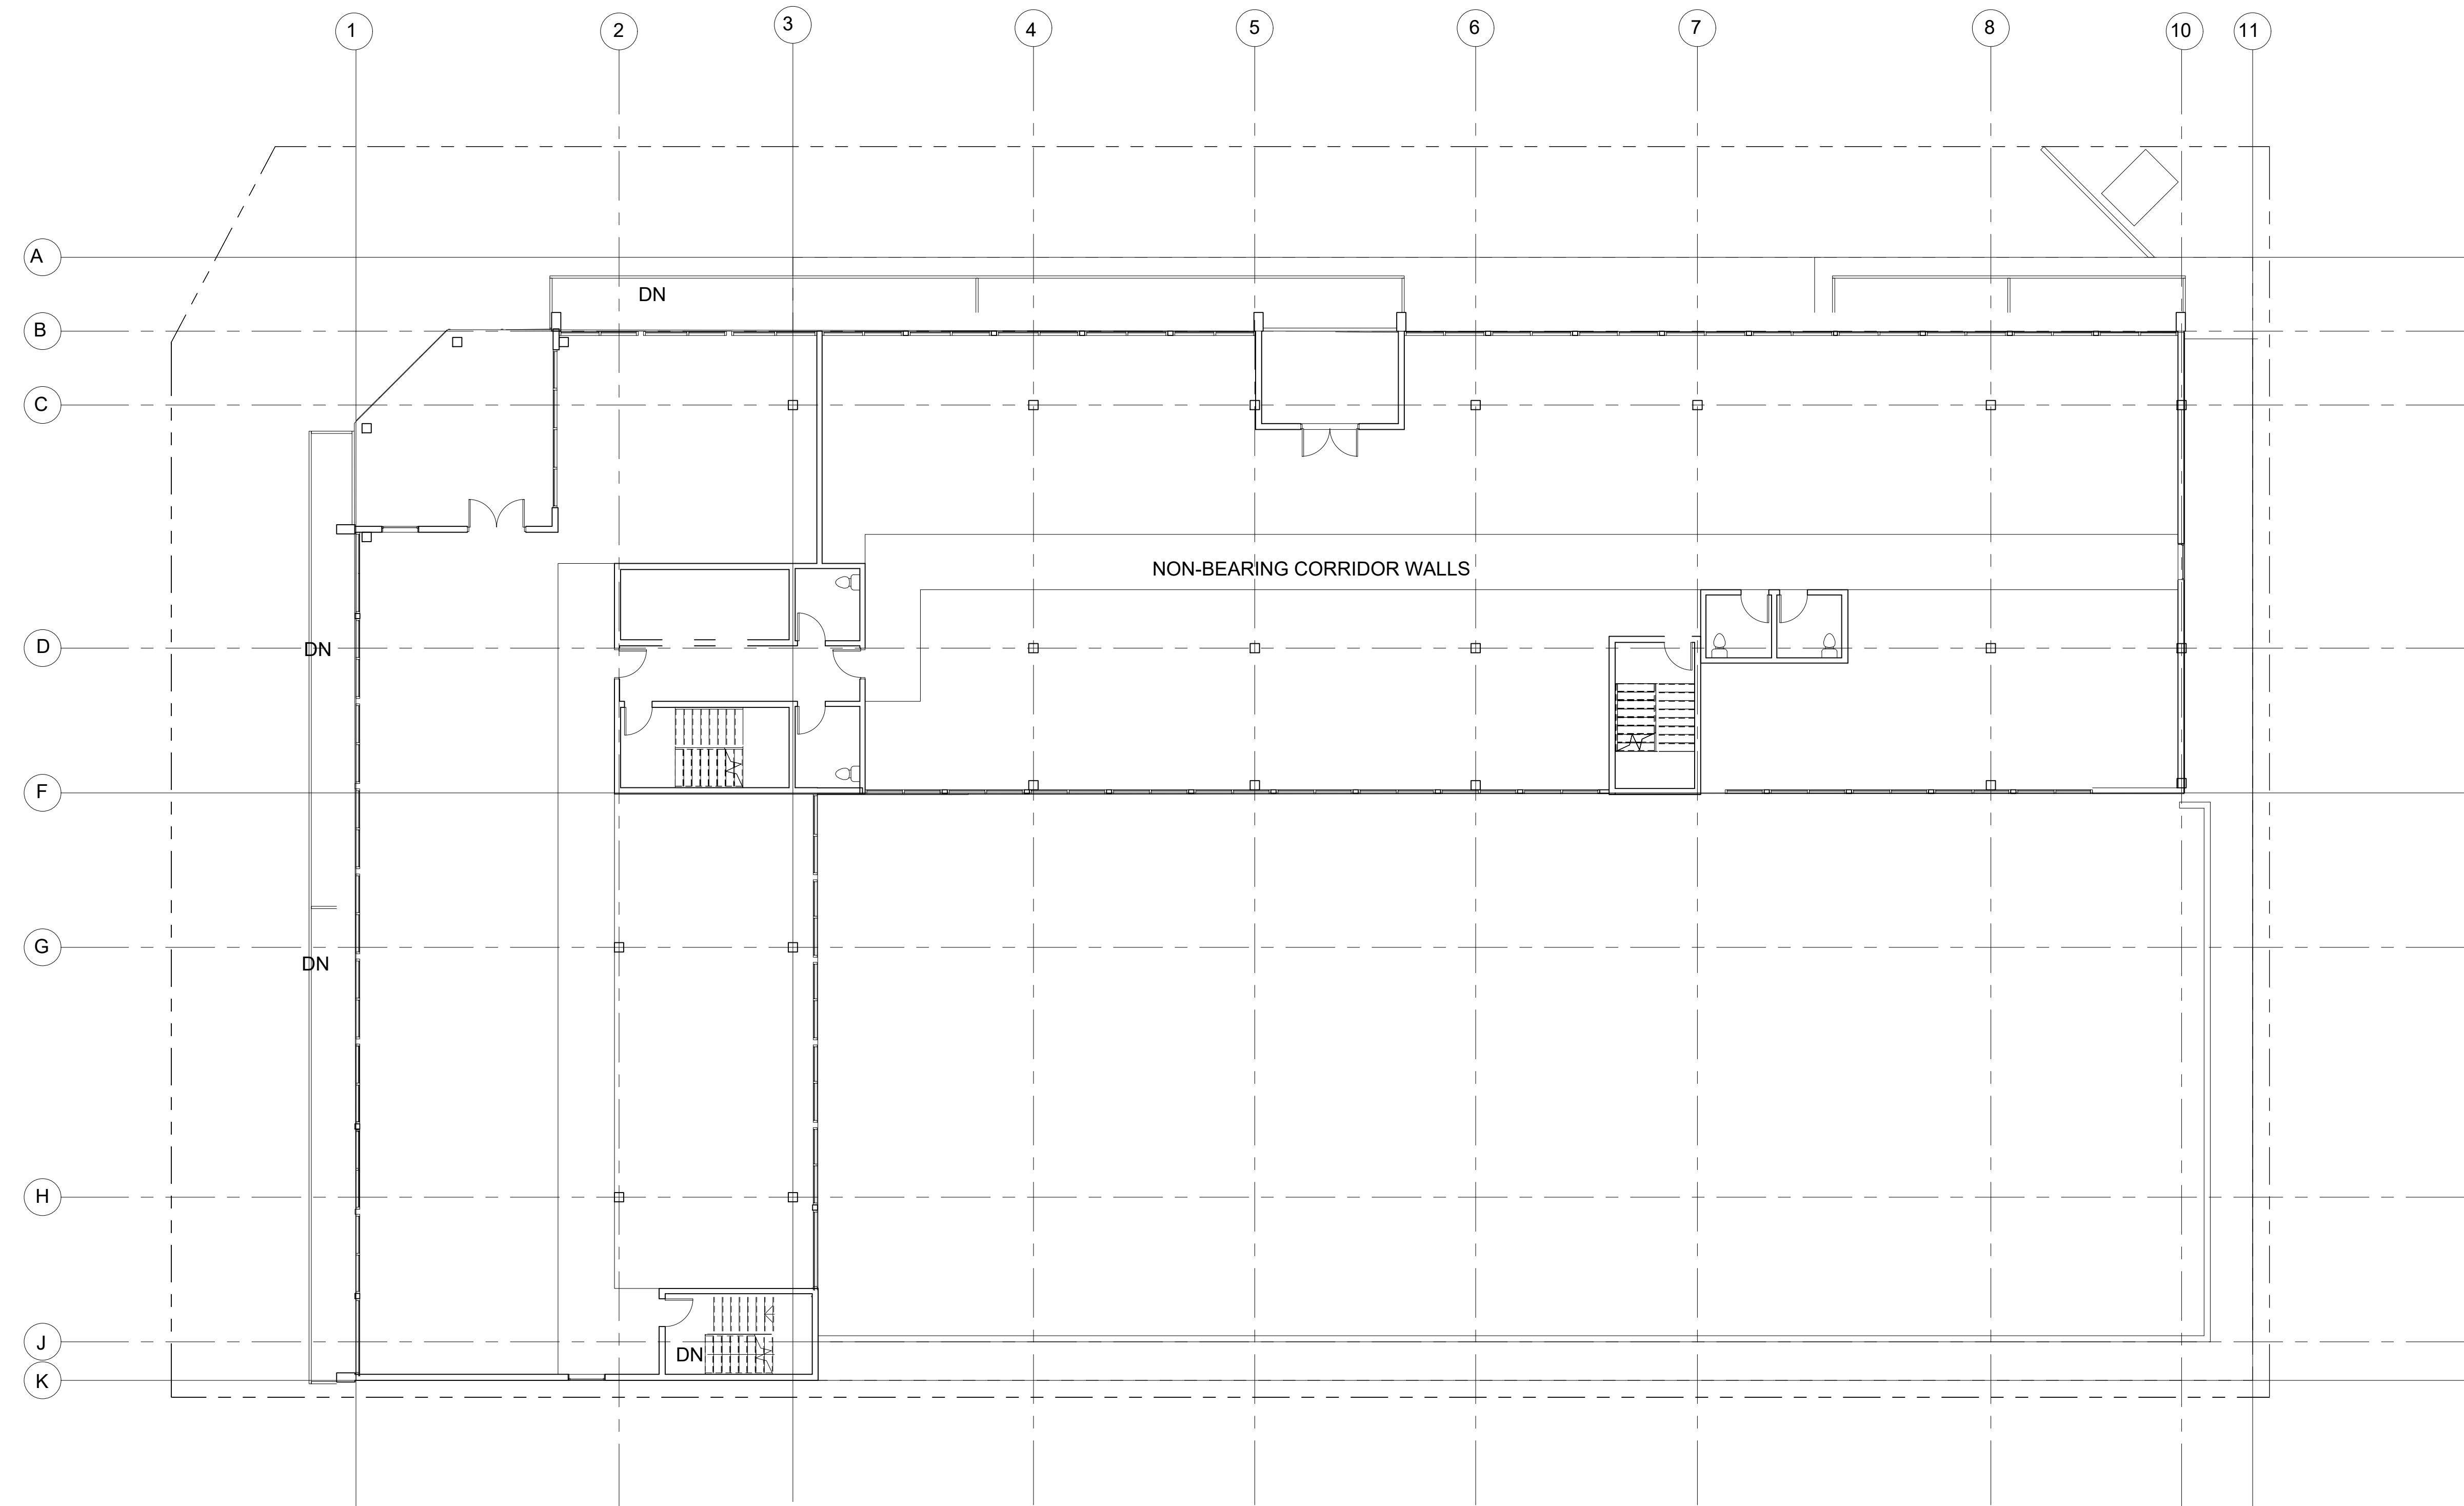 1 2 3 4 5 6 7 8 10 11
A
DN
B
C
NON-BEARING CORRIDOR WALLS
D
DN
F
G
DN
H
J
DN
K